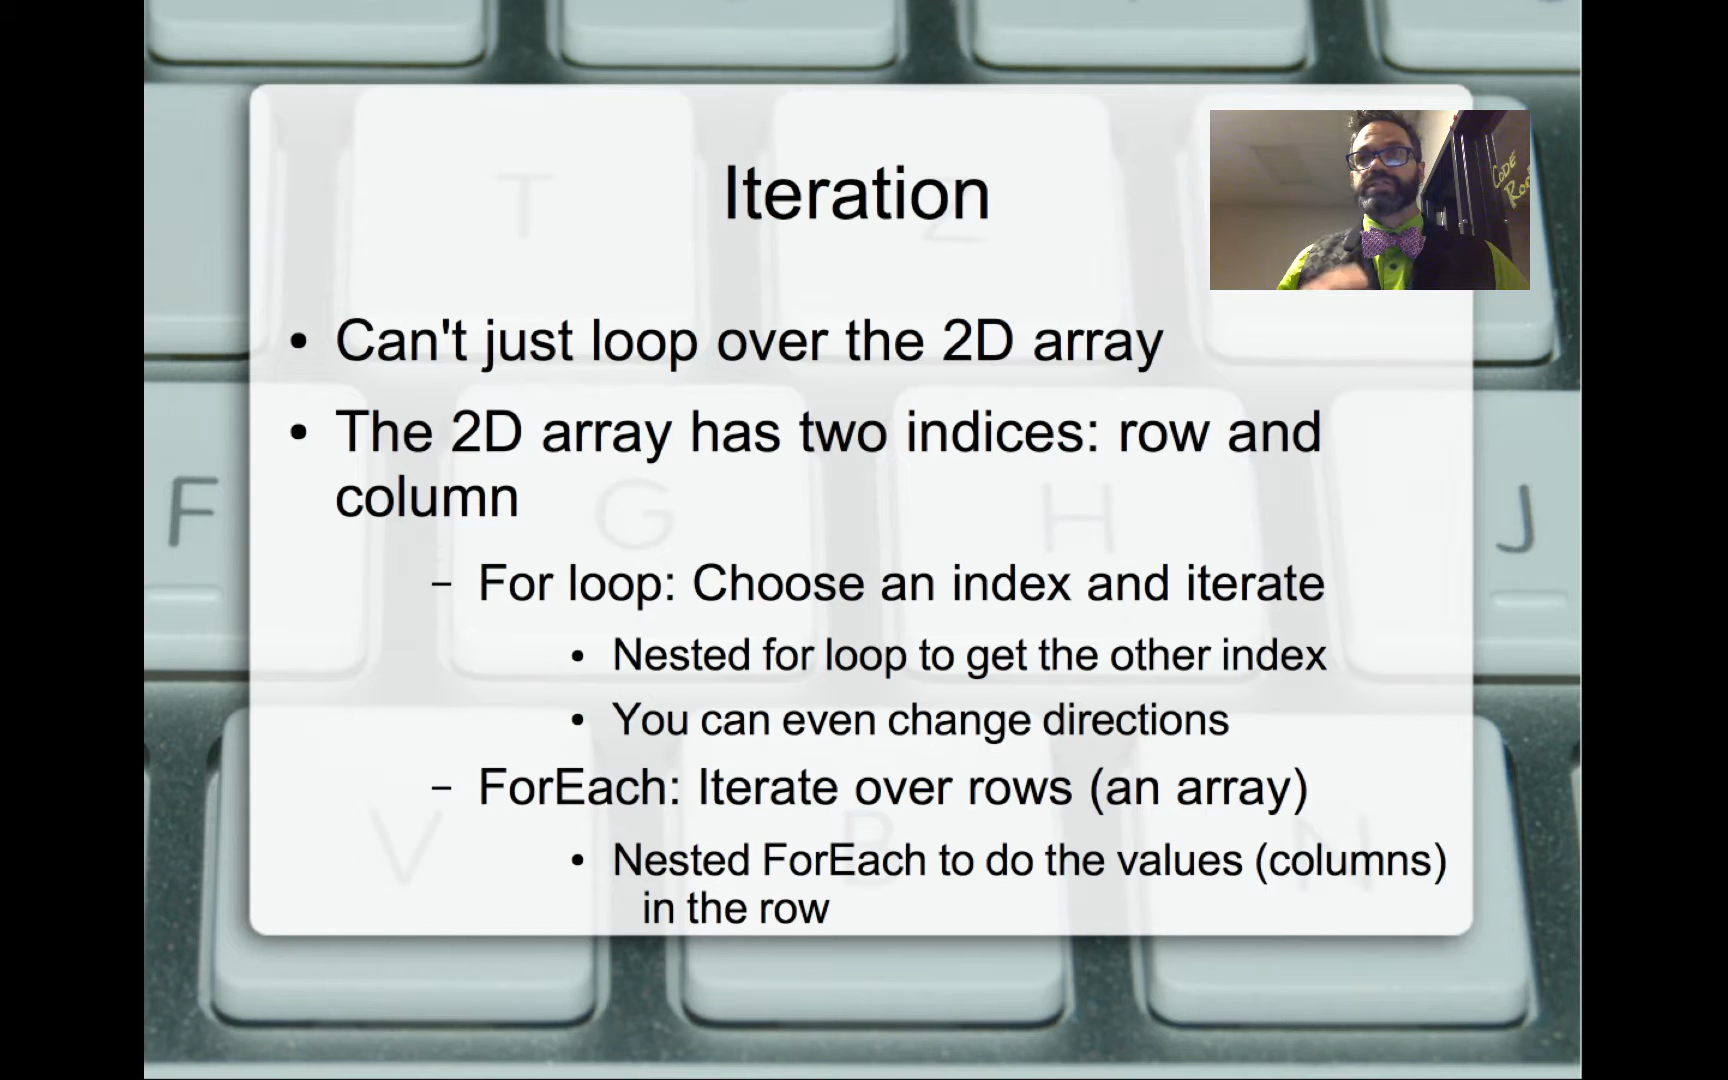 Iteration
• Can't just loop over the 2D array
• The 2D array has two indices: row and
column
– For loop: Choose an index and iterate
• Nested for loop to get the other index
• You can even change directions
– ForEach: Iterate over rows (an array)
• Nested ForEach to do the values (columns)
in the row
CODE
T
Z
F
G
H
J
V
B
N